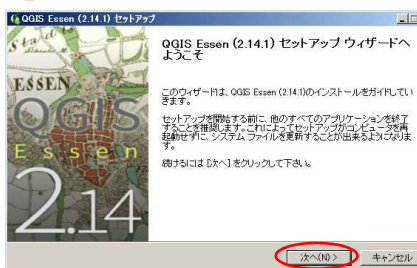 QGIS Essen (2.14.1) セットアップ
ESSEN
QGIS
Essen
2.14
QGIS Essen (2.14.1) セットアップ ウィザードへ
ようこそ
このウィザードは、QGIS Essen (2.14.1)のインストールをガイドしてい
きます。
セットアップを開始する前に、他のすべてのアプリケーションを終了
することを推奨します。これによってセットアップがコンピュータを再
起動せずに、システム ファイルを更新することが出来るようになりま
す。
続けるには [次へ] をクリックして下さい。
次へ(N) >
キャンセル